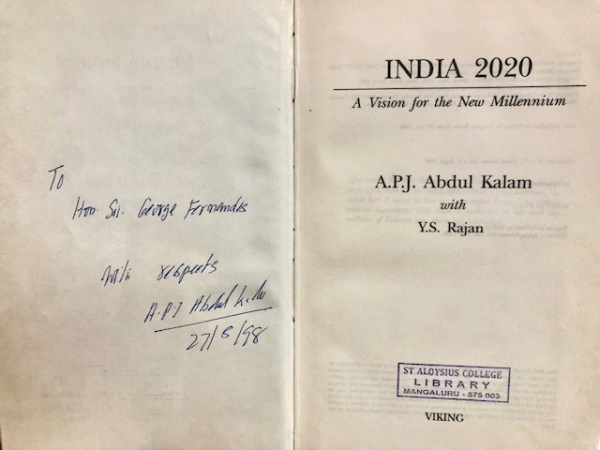 To
Hon Sri. George Fernandes
with respects
A.P.J Abdul Kalam
27/8/98
INDIA 2020
A Vision for the New Millennium
A.P.J. Abdul Kalam
with
Y.S. Rajan
ST ALOYSIUS COLLEGE
LIBRARY
MANGALURU - 575 003
VIKING